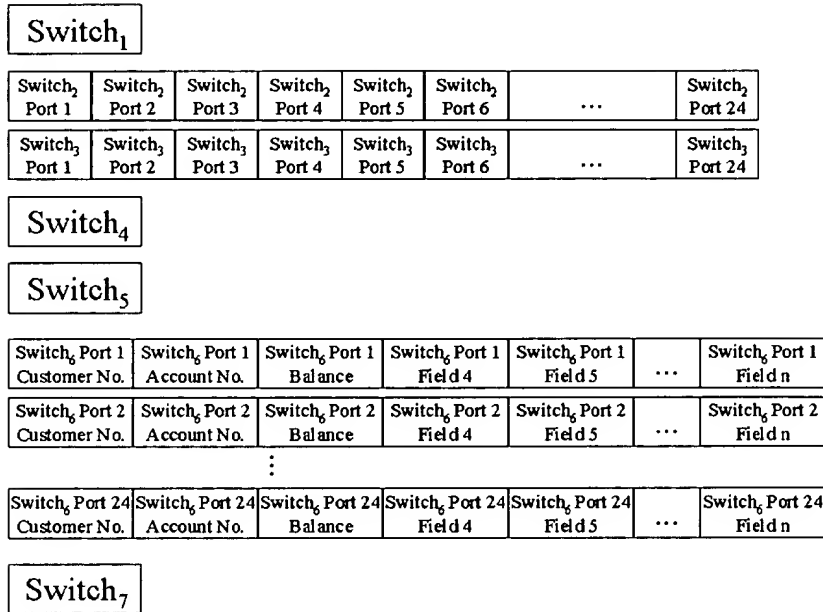 Switch₁
Switch₂ Switch₂ Switch₂ Switch₂ Switch₂ Switch₂ Switch₂
Port 1 Port 2 Port 3 Port 4 Port 5 Port 6 ... Port 24
Switch₃ Switch₃ Switch₃ Switch₃ Switch₃ Switch₃ Switch₃
Port 1 Port 2 Port 3 Port 4 Port 5 Port 6 ... Port 24
Switch₄
Switch₅
Switch₆ Port 1 Switch₆ Port 1 Switch₆ Port 1 Switch₆ Port 1 Switch₆ Port 1 Switch₆ Port 1
Customer No. Account No. Balance Field 4 Field 5 ... Field n
Switch₆ Port 2 Switch₆ Port 2 Switch₆ Port 2 Switch₆ Port 2 Switch₆ Port 2 Switch₆ Port 2
Customer No. Account No. Balance Field 4 Field 5 ... Field n
⋮
Switch₆ Port 24 Switch₆ Port 24 Switch₆ Port 24 Switch₆ Port 24 Switch₆ Port 24 Switch₆ Port 24
Customer No. Account No. Balance Field 4 Field 5 ... Field n
Switch₇